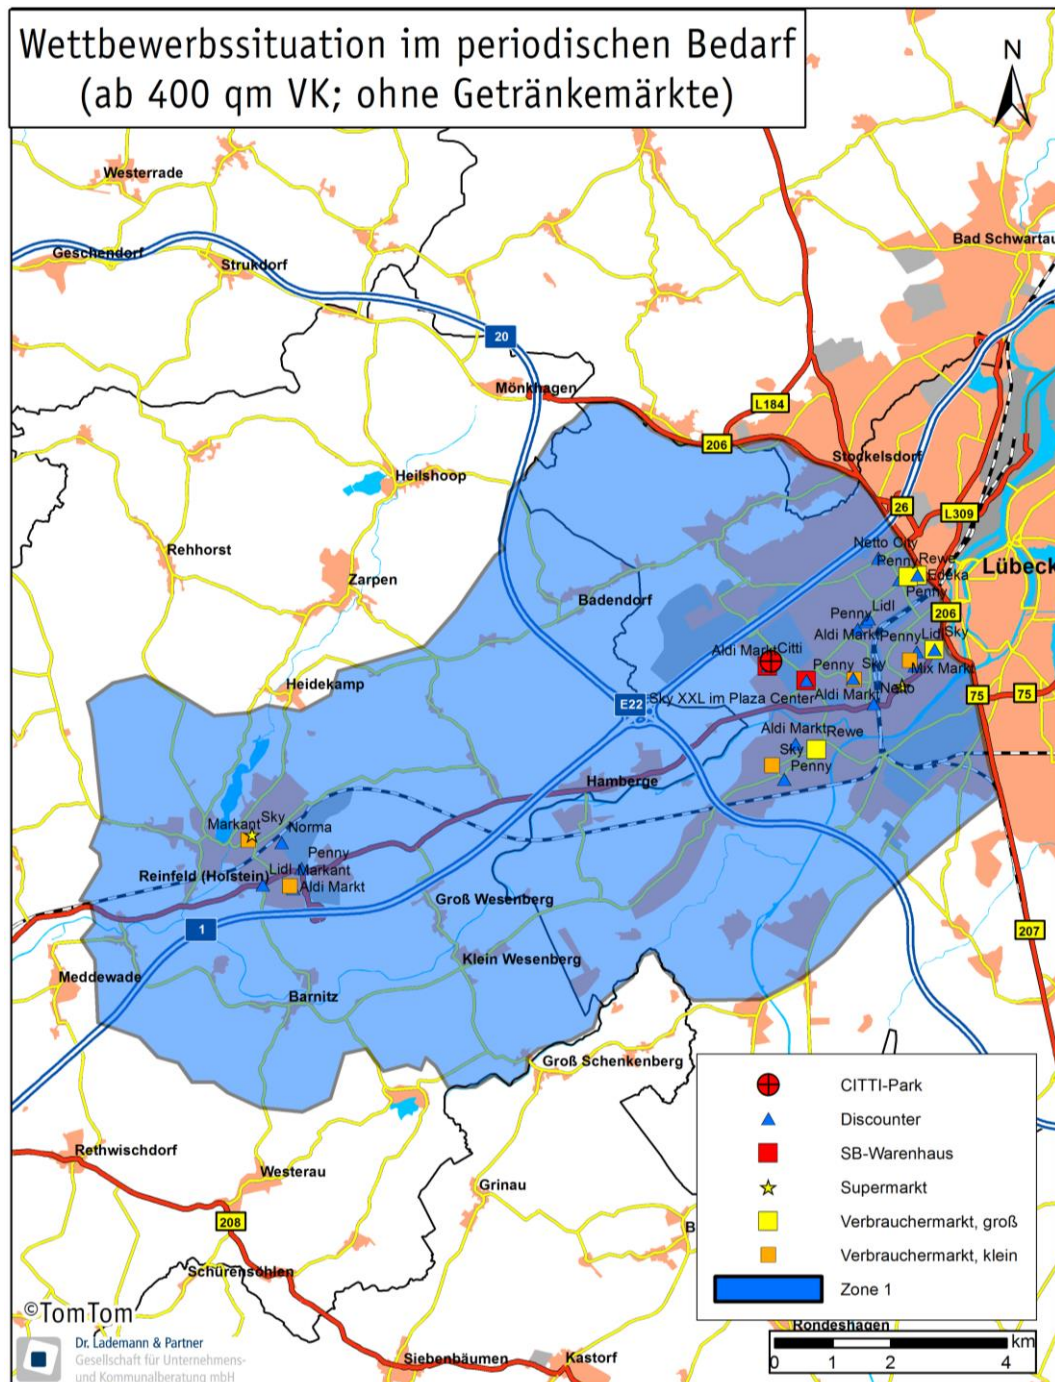 Wettbewerbssituation im periodischen Bedarf
(ab 400 qm VK; ohne Getränkemärkte)
N
Westerrade
Bad Schwartau
Geschendorf
Strukdorf
20
Mönkhagen
L184
206
Stockelsdorf
Heilshoop
26
L309
Rehhorst
Netto City
Zarpen
Penny
Rewe
Lübeck
Edeka
Penny
Badendorf
Penny
Lidl
206
Aldi Markt
Penny
Lidl
Sky
Aldi Markt
Citti
Penny
Sky
Mix Markt
Heidekamp
E22
Sky XXL im Plaza Center
Aldi Markt
Netto
75
75
Aldi Markt
Rewe
Sky
Penny
Hamberge
Markant
Sky
Norma
Penny
Reinfeld (Holstein)
Lidl
Markant
Aldi Markt
Groß Wesenberg
1
207
Klein Wesenberg
Meddewade
Barnitz
Groß Schenkenberg
CITTI-Park
Discounter
Rethwischdorf
SB-Warenhaus
Westerau
Grinau
Supermarkt
208
B
Verbrauchermarkt, groß
Verbrauchermarkt, klein
Schürensöhlen
Zone 1
©TomTom
Rondeshagen
Dr. Lademann & Partner
Gesellschaft für Unternehmens-
und Kommunalberatung mbH
Siebenbäumen
Kastorf
km
0 1 2 4